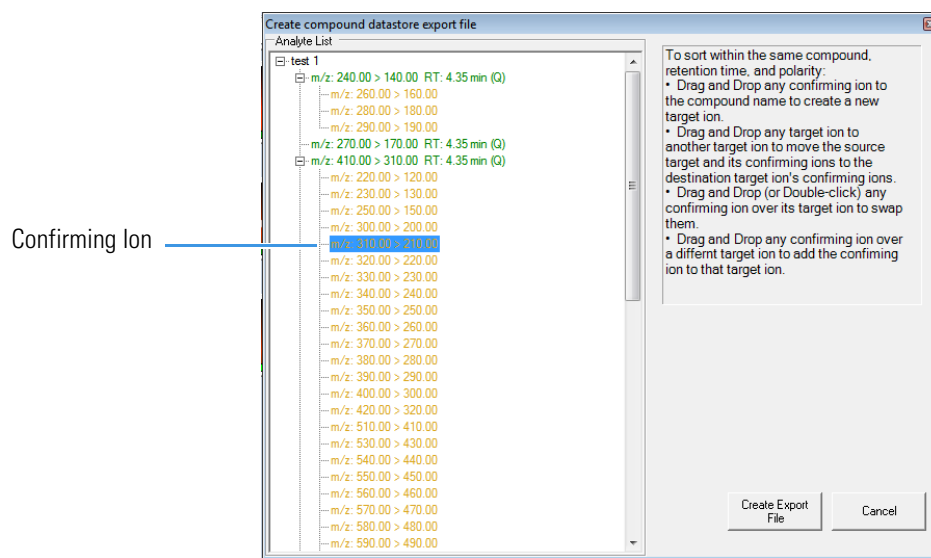 Create compound datastore export file
Analyte List
test 1
m/z: 240.00 > 140.00 RT: 4.35 min (Q)
m/z: 260.00 > 160.00
m/z: 280.00 > 180.00
m/z: 290.00 > 190.00
m/z: 270.00 > 170.00 RT: 4.35 min (Q)
m/z: 410.00 > 310.00 RT: 4.35 min (Q)
m/z: 220.00 > 120.00
m/z: 230.00 > 130.00
m/z: 250.00 > 150.00
m/z: 300.00 > 200.00
Confirming Ion
m/z: 310.00 > 210.00
m/z: 320.00 > 220.00
m/z: 330.00 > 230.00
m/z: 340.00 > 240.00
m/z: 350.00 > 250.00
m/z: 360.00 > 260.00
m/z: 370.00 > 270.00
m/z: 380.00 > 280.00
m/z: 390.00 > 290.00
m/z: 400.00 > 300.00
m/z: 420.00 > 320.00
m/z: 510.00 > 410.00
m/z: 530.00 > 430.00
m/z: 540.00 > 440.00
m/z: 550.00 > 450.00
m/z: 560.00 > 460.00
m/z: 570.00 > 470.00
m/z: 580.00 > 480.00
m/z: 590.00 > 490.00
To sort within the same compound,
retention time, and polarity:
• Drag and Drop any confirming ion to
the compound name to create a new
target ion.
• Drag and Drop any target ion to
another target ion to move the source
target and its confirming ions to the
destination target ion's confirming ions.
• Drag and Drop (or Double-click) any
confirming ion over its target ion to swap
them.
• Drag and Drop any confirming ion over
a differnt target ion to add the confiming
ion to that target ion.
Create Export
File
Cancel